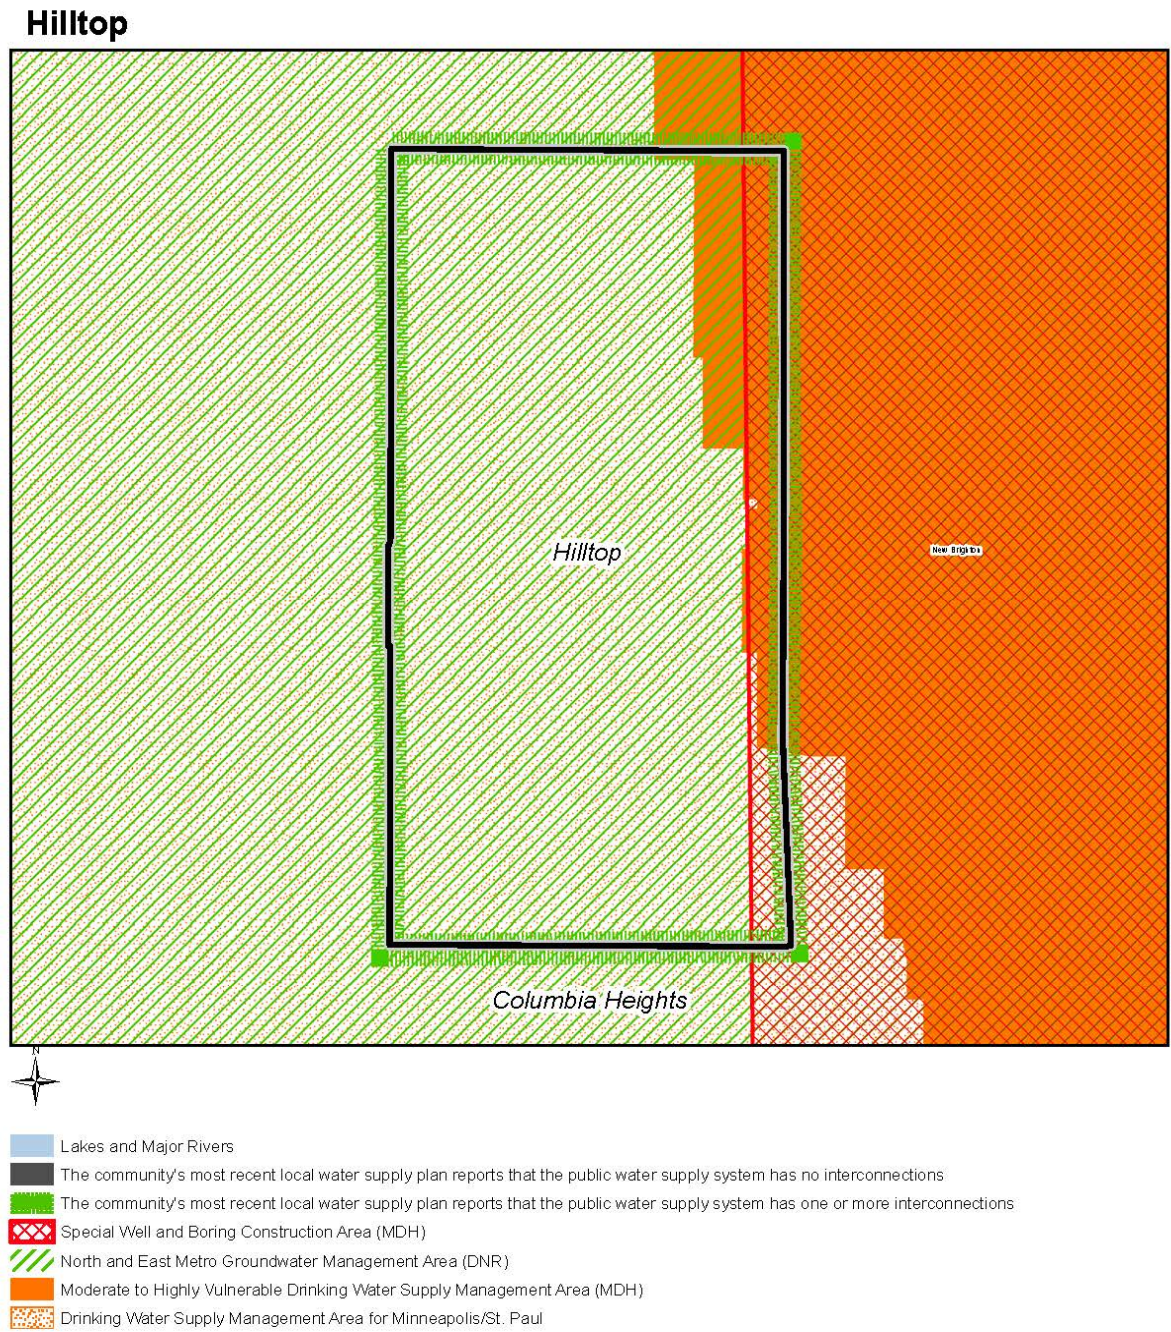 Hilltop
Hilltop
New Brighton
Columbia Heights
N
Lakes and Major Rivers
The community's most recent local water supply plan reports that the public water supply system has no interconnections
The community's most recent local water supply plan reports that the public water supply system has one or more interconnections
Special Well and Boring Construction Area (MDH)
North and East Metro Groundwater Management Area (DNR)
Moderate to Highly Vulnerable Drinking Water Supply Management Area (MDH)
Drinking Water Supply Management Area for Minneapolis/St. Paul